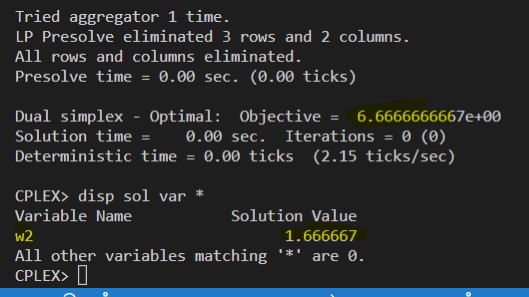 Tried aggregator 1 time.
LP Presolve eliminated 3 rows and 2 columns.
All rows and columns eliminated.
Presolve time = 0.00 sec. (0.00 ticks)
Dual simplex - Optimal:  Objective =  6.6666666667e+00
Solution time =    0.00 sec.  Iterations = 0 (0)
Deterministic time = 0.00 ticks  (2.15 ticks/sec)
CPLEX> disp sol var *
Variable Name           Solution Value
w2                            1.666667
All other variables matching '*' are 0.
CPLEX>